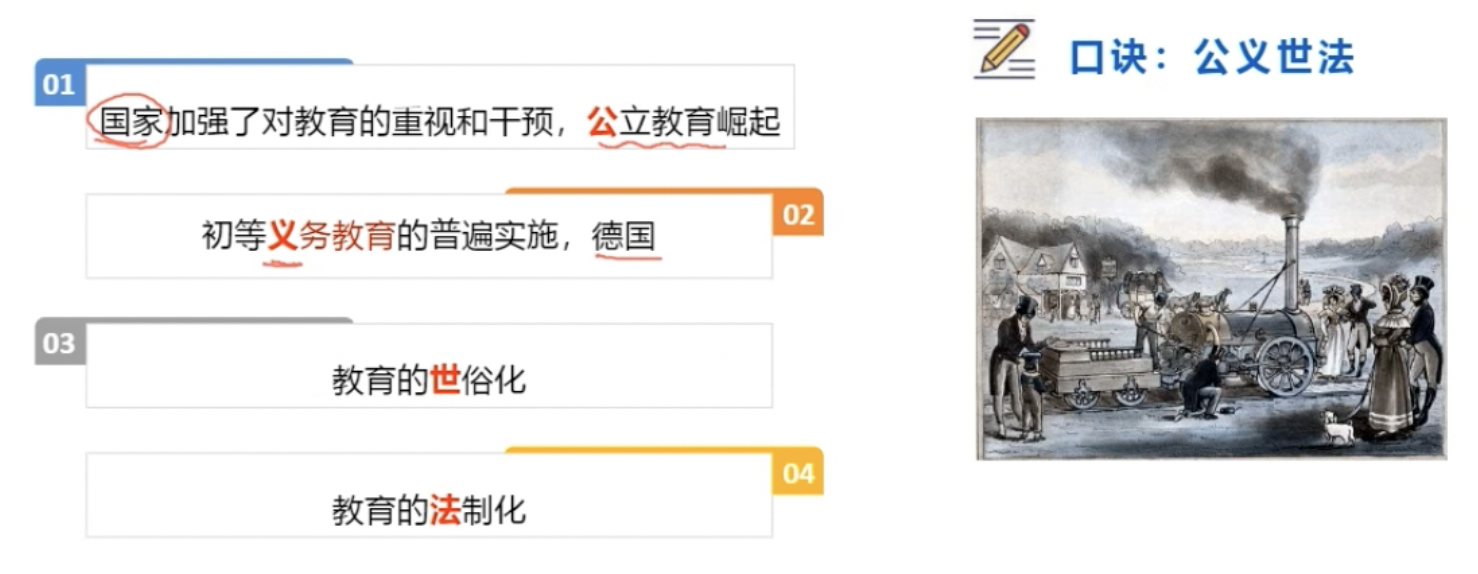 口诀：公义世法
01
国家加强了对教育的重视和干预，公立教育崛起
02
初等义务教育的普遍实施，德国
03
教育的世俗化
04
教育的法制化